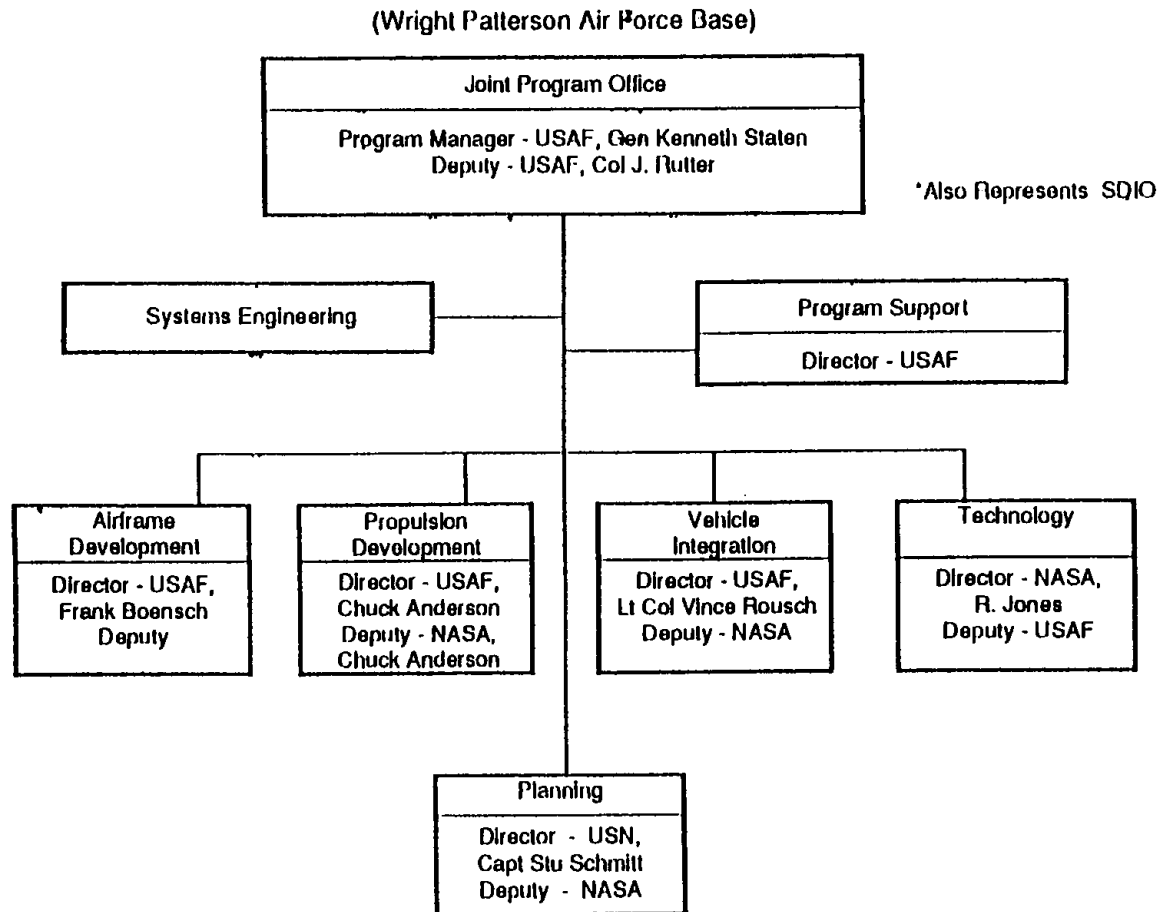 (Wright Patterson Air Force Base)
Joint Program Office
Program Manager - USAF, Gen Kenneth Staten
Deputy - USAF, Col J. Rutter
*Also Represents SDIO
Systems Engineering
Program Support
Director - USAF
Airframe
Development
Director - USAF,
Frank Boensch
Deputy
Propulsion
Development
Director - USAF,
Chuck Anderson
Deputy - NASA,
Chuck Anderson
Vehicle
Integration
Director - USAF,
Lt Col Vince Rousch
Deputy - NASA
Technology
Director - NASA,
R. Jones
Deputy - USAF
Planning
Director - USN,
Capt Stu Schmitt
Deputy - NASA